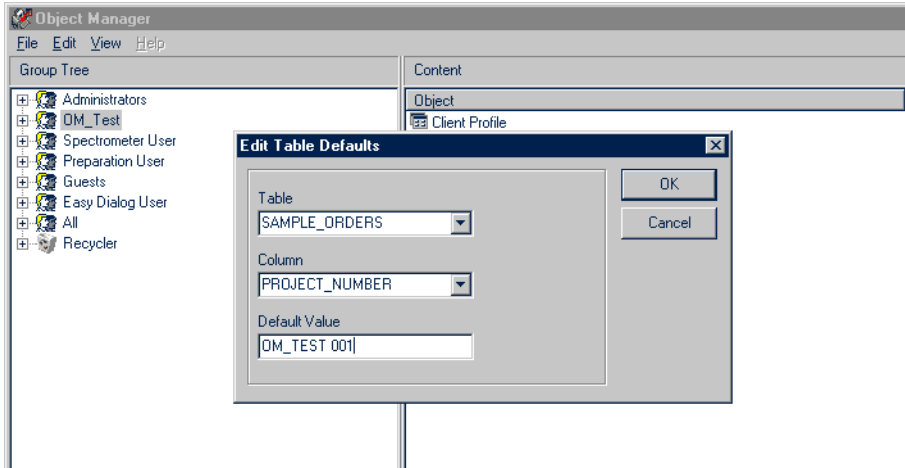 Object Manager
File Edit View Help
Group Tree
Content
Administrators
OM_Test
Spectrometer User
Preparation User
Guests
Easy Dialog User
All
Recycler
Object
Client Profile
Edit Table Defaults
Table
SAMPLE_ORDERS
Column
PROJECT_NUMBER
Default Value
OM_TEST 001
OK
Cancel